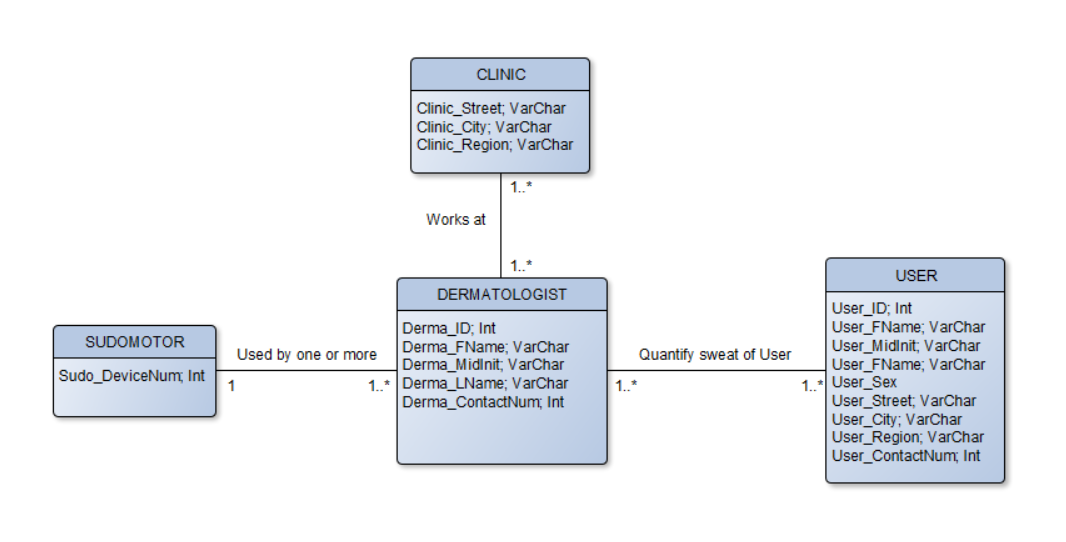 CLINIC
Clinic_Street; VarChar
Clinic_City; VarChar
Clinic_Region; VarChar
1..*
Works at
1..*
DERMATOLOGIST
Derma_ID; Int
Derma_FName; VarChar
Derma_MidInit; VarChar
Derma_LName; VarChar
Derma_ContactNum; Int
SUDOMOTOR
Sudo_DeviceNum; Int
Used by one or more
1
1..*
Quantify sweat of User
1..*
1..*
USER
User_ID; Int
User_FName; VarChar
User_MidInit; VarChar
User_FName; VarChar
User_Sex
User_Street; VarChar
User_City; VarChar
User_Region; VarChar
User_ContactNum; Int